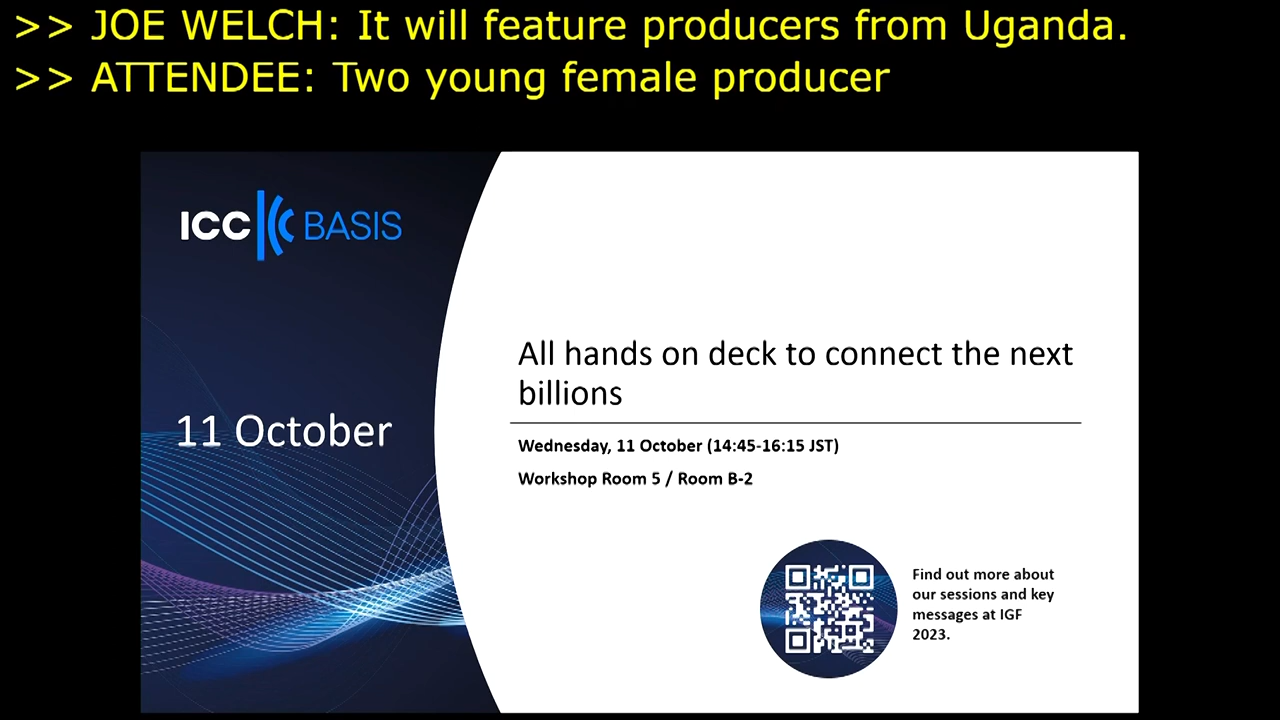 >> JOE WELCH: It will feature producers from Uganda.
>> ATTENDEE: Two young female producer
ICC BASIS
11 October
All hands on deck to connect the next
billions
Wednesday, 11 October (14:45-16:15 JST)
Workshop Room 5 / Room B-2
Find out more about
our sessions and key
messages at IGF
2023.